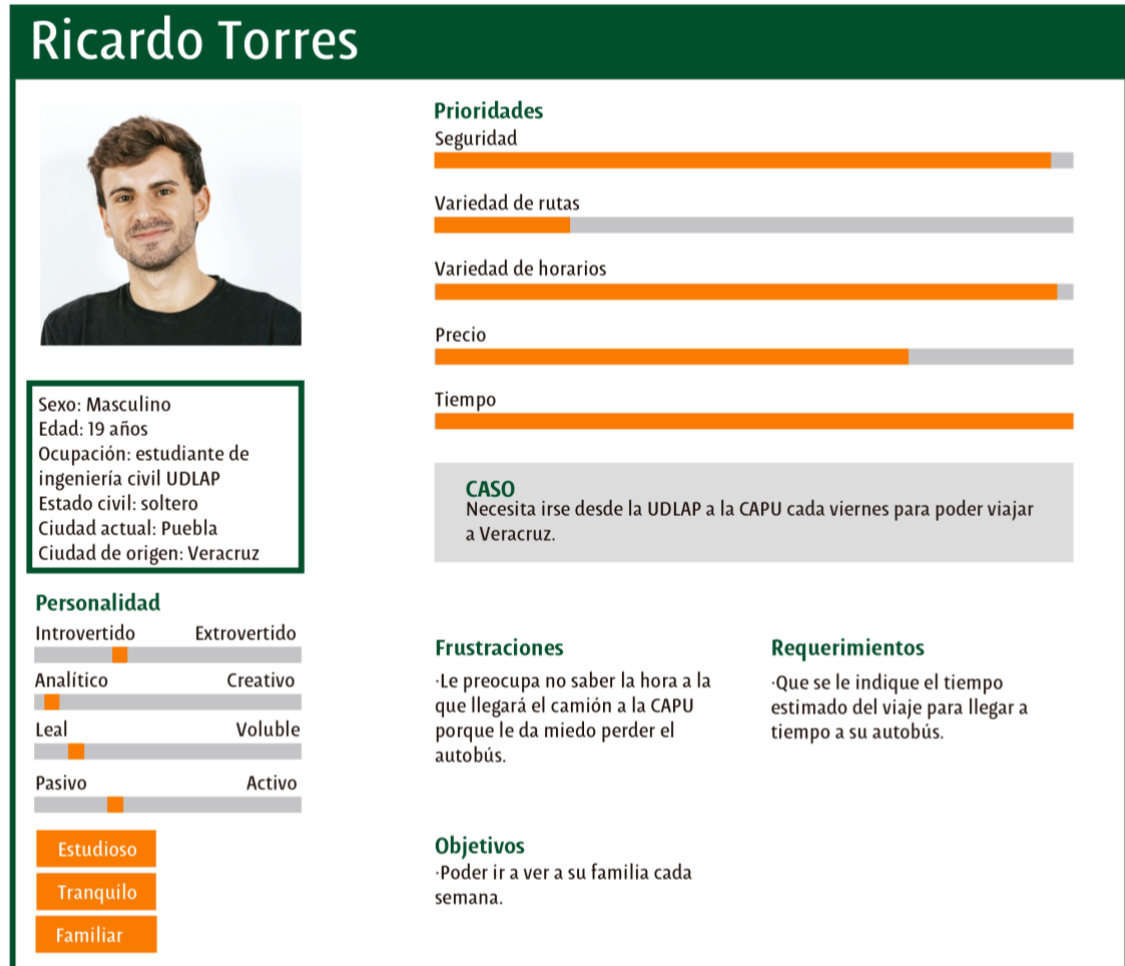 Ricardo Torres
Sexo: Masculino
Edad: 19 años
Ocupación: estudiante de
ingeniería civil UDLAP
Estado civil: soltero
Ciudad actual: Puebla
Ciudad de origen: Veracruz
Personalidad
Introvertido Extrovertido
Analítico Creativo
Leal Voluble
Pasivo Activo
Estudioso
Tranquilo
Familiar
Prioridades
Seguridad
Variedad de rutas
Variedad de horarios
Precio
Tiempo
CASO
Necesita irse desde la UDLAP a la CAPU cada viernes para poder viajar
a Veracruz.
Frustraciones
·Le preocupa no saber la hora a la
que llegará el camión a la CAPU
porque le da miedo perder el
autobús.
Requerimientos
·Que se le indique el tiempo
estimado del viaje para llegar a
tiempo a su autobús.
Objetivos
·Poder ir a ver a su familia cada
semana.